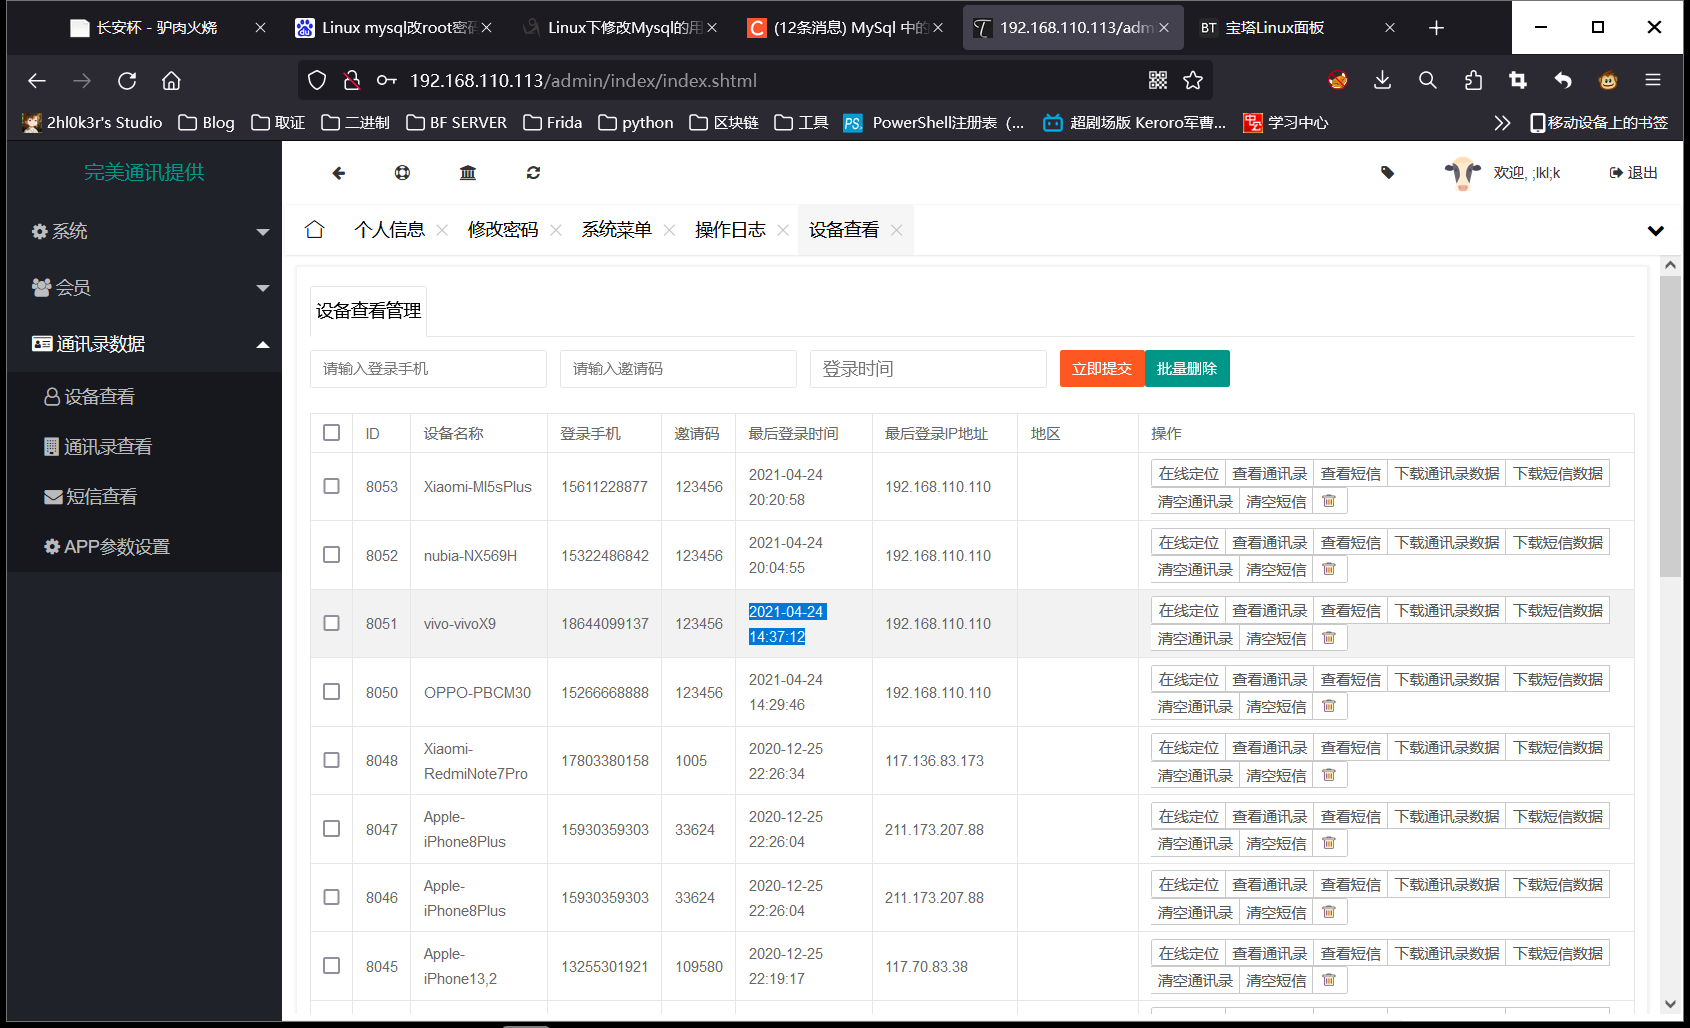 长安杯 - 驴肉火烧
Linux mysql改root密码
Linux下修改Mysql的用
(12条消息) MySql 中的
192.168.110.113/adm
BT 宝塔Linux面板
192.168.110.113/admin/index/index.shtml
2hl0k3r's Studio
Blog
取证
二进制
BF SERVER
Frida
python
区块链
工具
PS. PowerShell注册表（...
超剧场版 Keroro军曹...
学习中心
移动设备上的书签
完美通讯提供
系统
会员
通讯录数据
设备查看
通讯录查看
短信查看
APP参数设置
欢迎, ;lkl;k
退出
个人信息
修改密码
系统菜单
操作日志
设备查看
设备查看管理
请输入登录手机
请输入邀请码
登录时间
立即提交
批量删除
ID 设备名称 登录手机 邀请码 最后登录时间 最后登录IP地址 地区 操作
8053 Xiaomi-MI5sPlus 15611228877 123456 2021-04-24 20:20:58 192.168.110.110
在线定位 查看通讯录 查看短信 下载通讯录数据 下载短信数据
清空通讯录 清空短信
8052 nubia-NX569H 15322486842 123456 2021-04-24 20:04:55 192.168.110.110
在线定位 查看通讯录 查看短信 下载通讯录数据 下载短信数据
清空通讯录 清空短信
8051 vivo-vivoX9 18644099137 123456 2021-04-24 14:37:12 192.168.110.110
在线定位 查看通讯录 查看短信 下载通讯录数据 下载短信数据
清空通讯录 清空短信
8050 OPPO-PBCM30 15266668888 123456 2021-04-24 14:29:46 192.168.110.110
在线定位 查看通讯录 查看短信 下载通讯录数据 下载短信数据
清空通讯录 清空短信
8048 Xiaomi-RedmiNote7Pro 17803380158 1005 2020-12-25 22:26:34 117.136.83.173
在线定位 查看通讯录 查看短信 下载通讯录数据 下载短信数据
清空通讯录 清空短信
8047 Apple-iPhone8Plus 15930359303 33624 2020-12-25 22:26:04 211.173.207.88
在线定位 查看通讯录 查看短信 下载通讯录数据 下载短信数据
清空通讯录 清空短信
8046 Apple-iPhone8Plus 15930359303 33624 2020-12-25 22:26:04 211.173.207.88
在线定位 查看通讯录 查看短信 下载通讯录数据 下载短信数据
清空通讯录 清空短信
8045 Apple-iPhone13,2 13255301921 109580 2020-12-25 22:19:17 117.70.83.38
在线定位 查看通讯录 查看短信 下载通讯录数据 下载短信数据
清空通讯录 清空短信